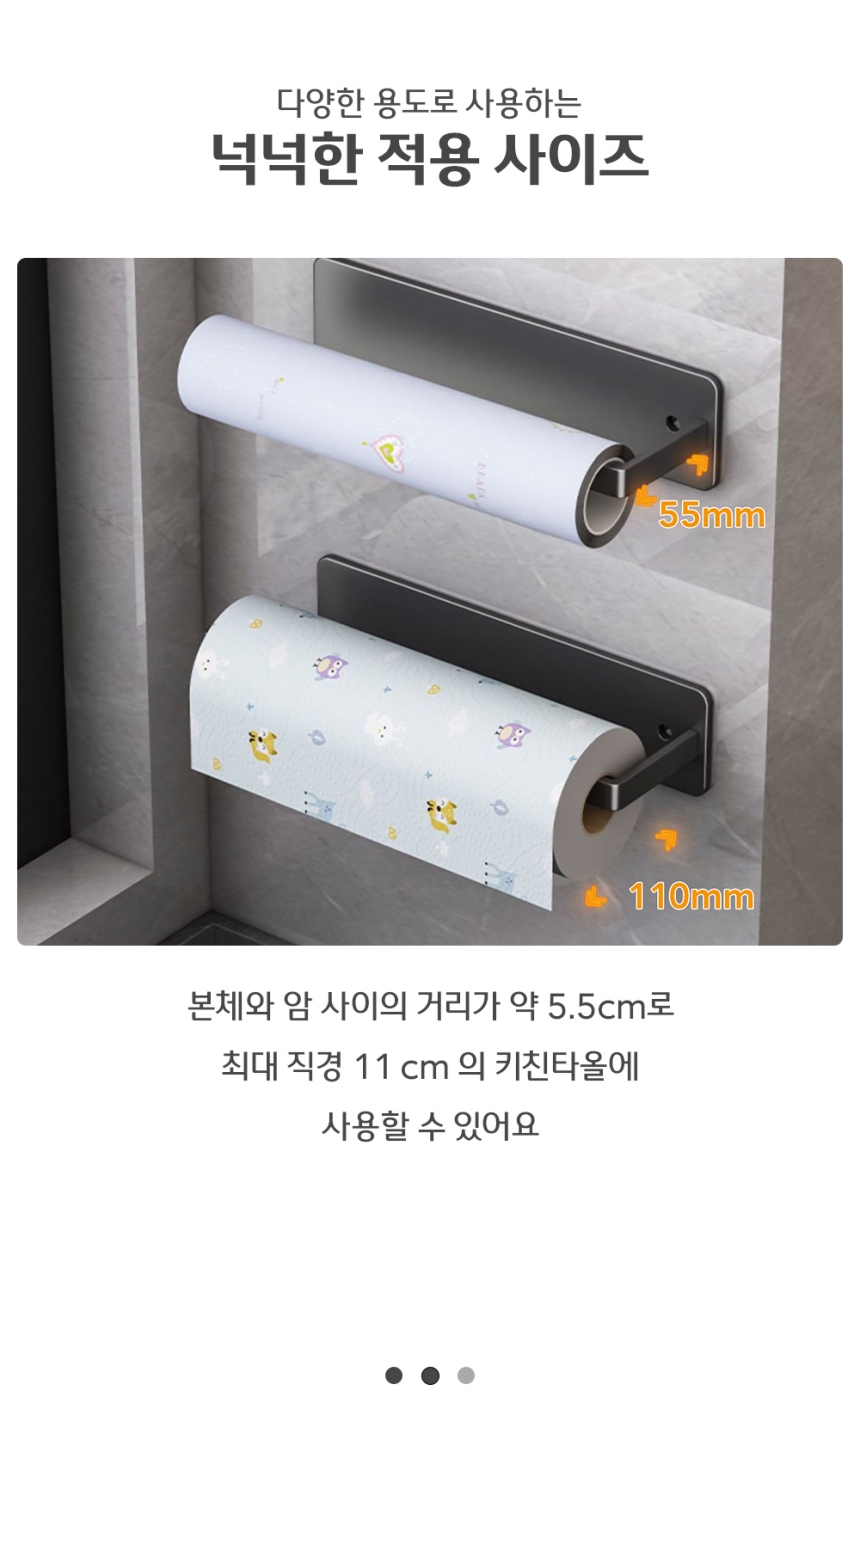 다양한 용도로 사용하는
넉넉한 적용 사이즈
55mm
110mm
본체와 암 사이의 거리가 약 5.5cm로
최대 직경 11 cm 의 키친타올에
사용할 수 있어요